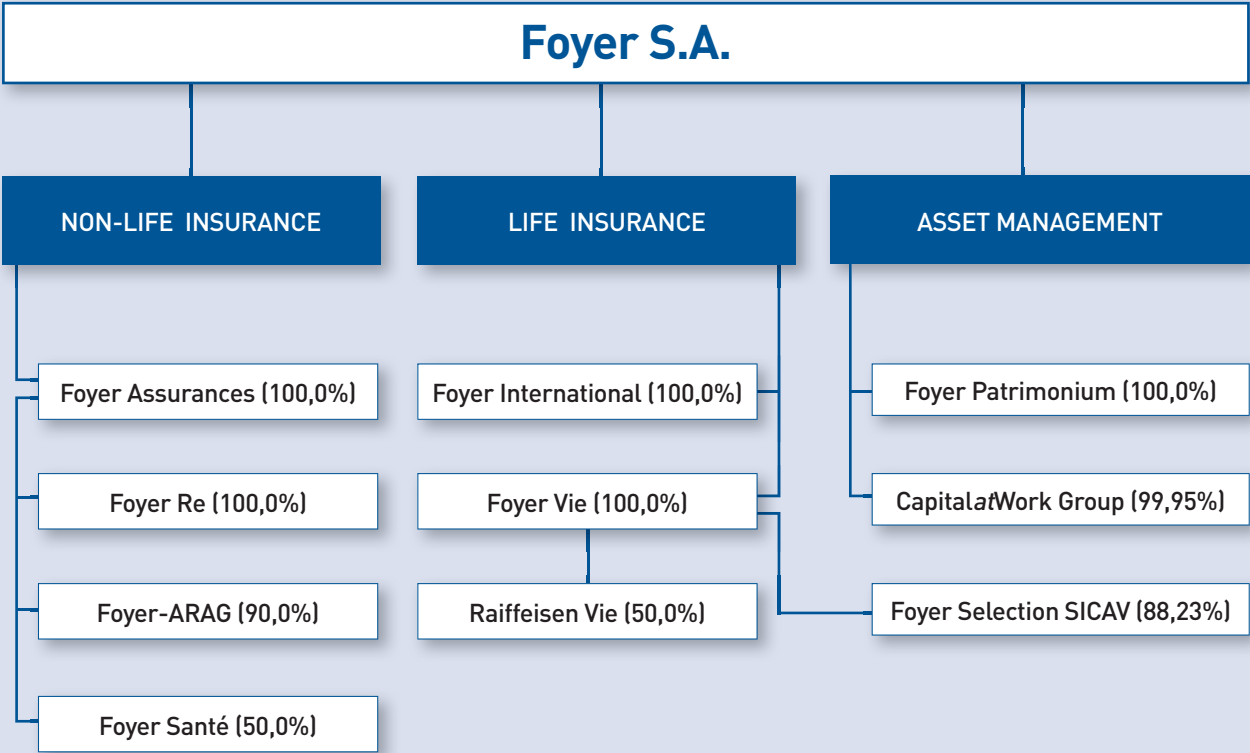 Foyer S.A.
NON-LIFE INSURANCE
LIFE INSURANCE
ASSET MANAGEMENT
Foyer Assurances (100,0%)
Foyer International (100,0%)
Foyer Patrimonium (100,0%)
Foyer Re (100,0%)
Foyer Vie (100,0%)
CapitalatWork Group (99,95%)
Foyer-ARAG (90,0%)
Raiffeisen Vie (50,0%)
Foyer Selection SICAV (88,23%)
Foyer Santé (50,0%)